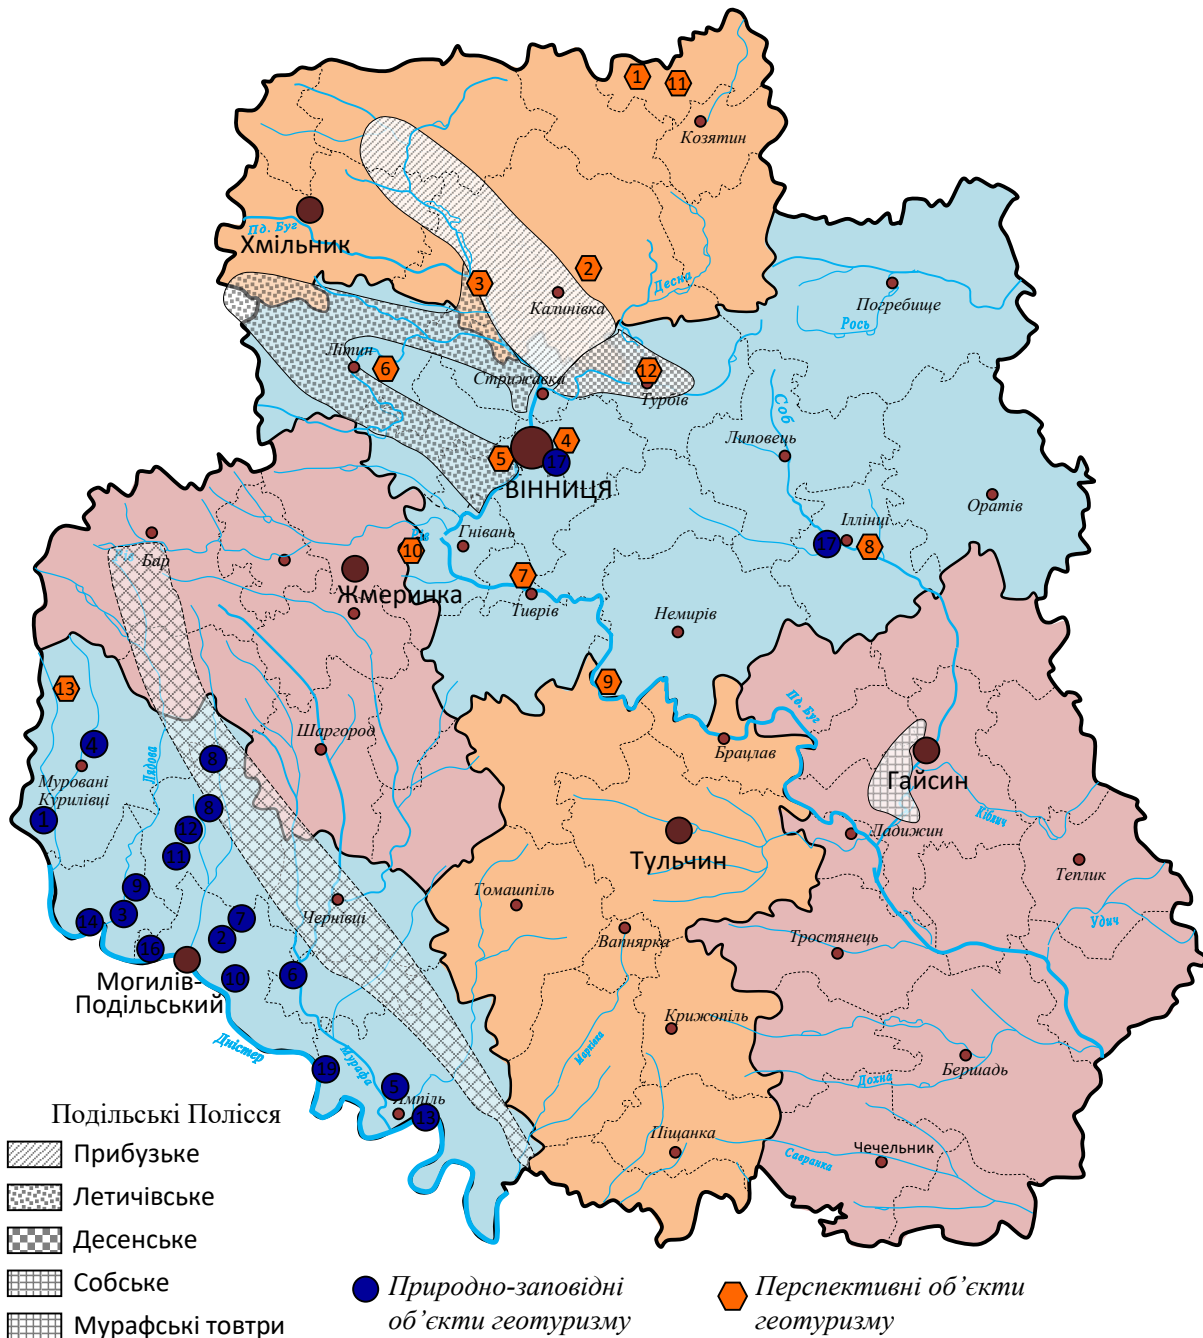 1
11
Козятин
Пд. Буг
Хмільник
3
2
Десна
Калинівка
Погребище
Рось
Літин
6
Стрижавка
12
Турбів
Соб
4
5
17
ВІННИЦЯ
Липовець
Оратів
Іллінці
17
8
Бар
Рів
Гнівань
10
Жмеринка
7
Тиврів
Немирів
13
9
Пд. Буг
Шаргород
Брацлав
4
Лядова
8
Муровані
Курилівці
Гайсин
1
8
12
11
Тульчин
Ладижин
Кіблич
Теплик
9
Томашпіль
Чернівці
14
3
7
2
16
Вапнярка
Тростянець
Удич
Могилів-
Подільський
10
6
Крижопіль
Дністер
Мурафа
Марківка
Бершадь
19
5
Дохна
Ямпіль
13
Піщанка
Савранка
Чечельник
Подільські Полісся
Прибузьке
Летичівське
Десенське
Собське
Мурафські товтри
Природно-заповідні
об’єкти геотуризму
Перспективні об’єкти
геотуризму